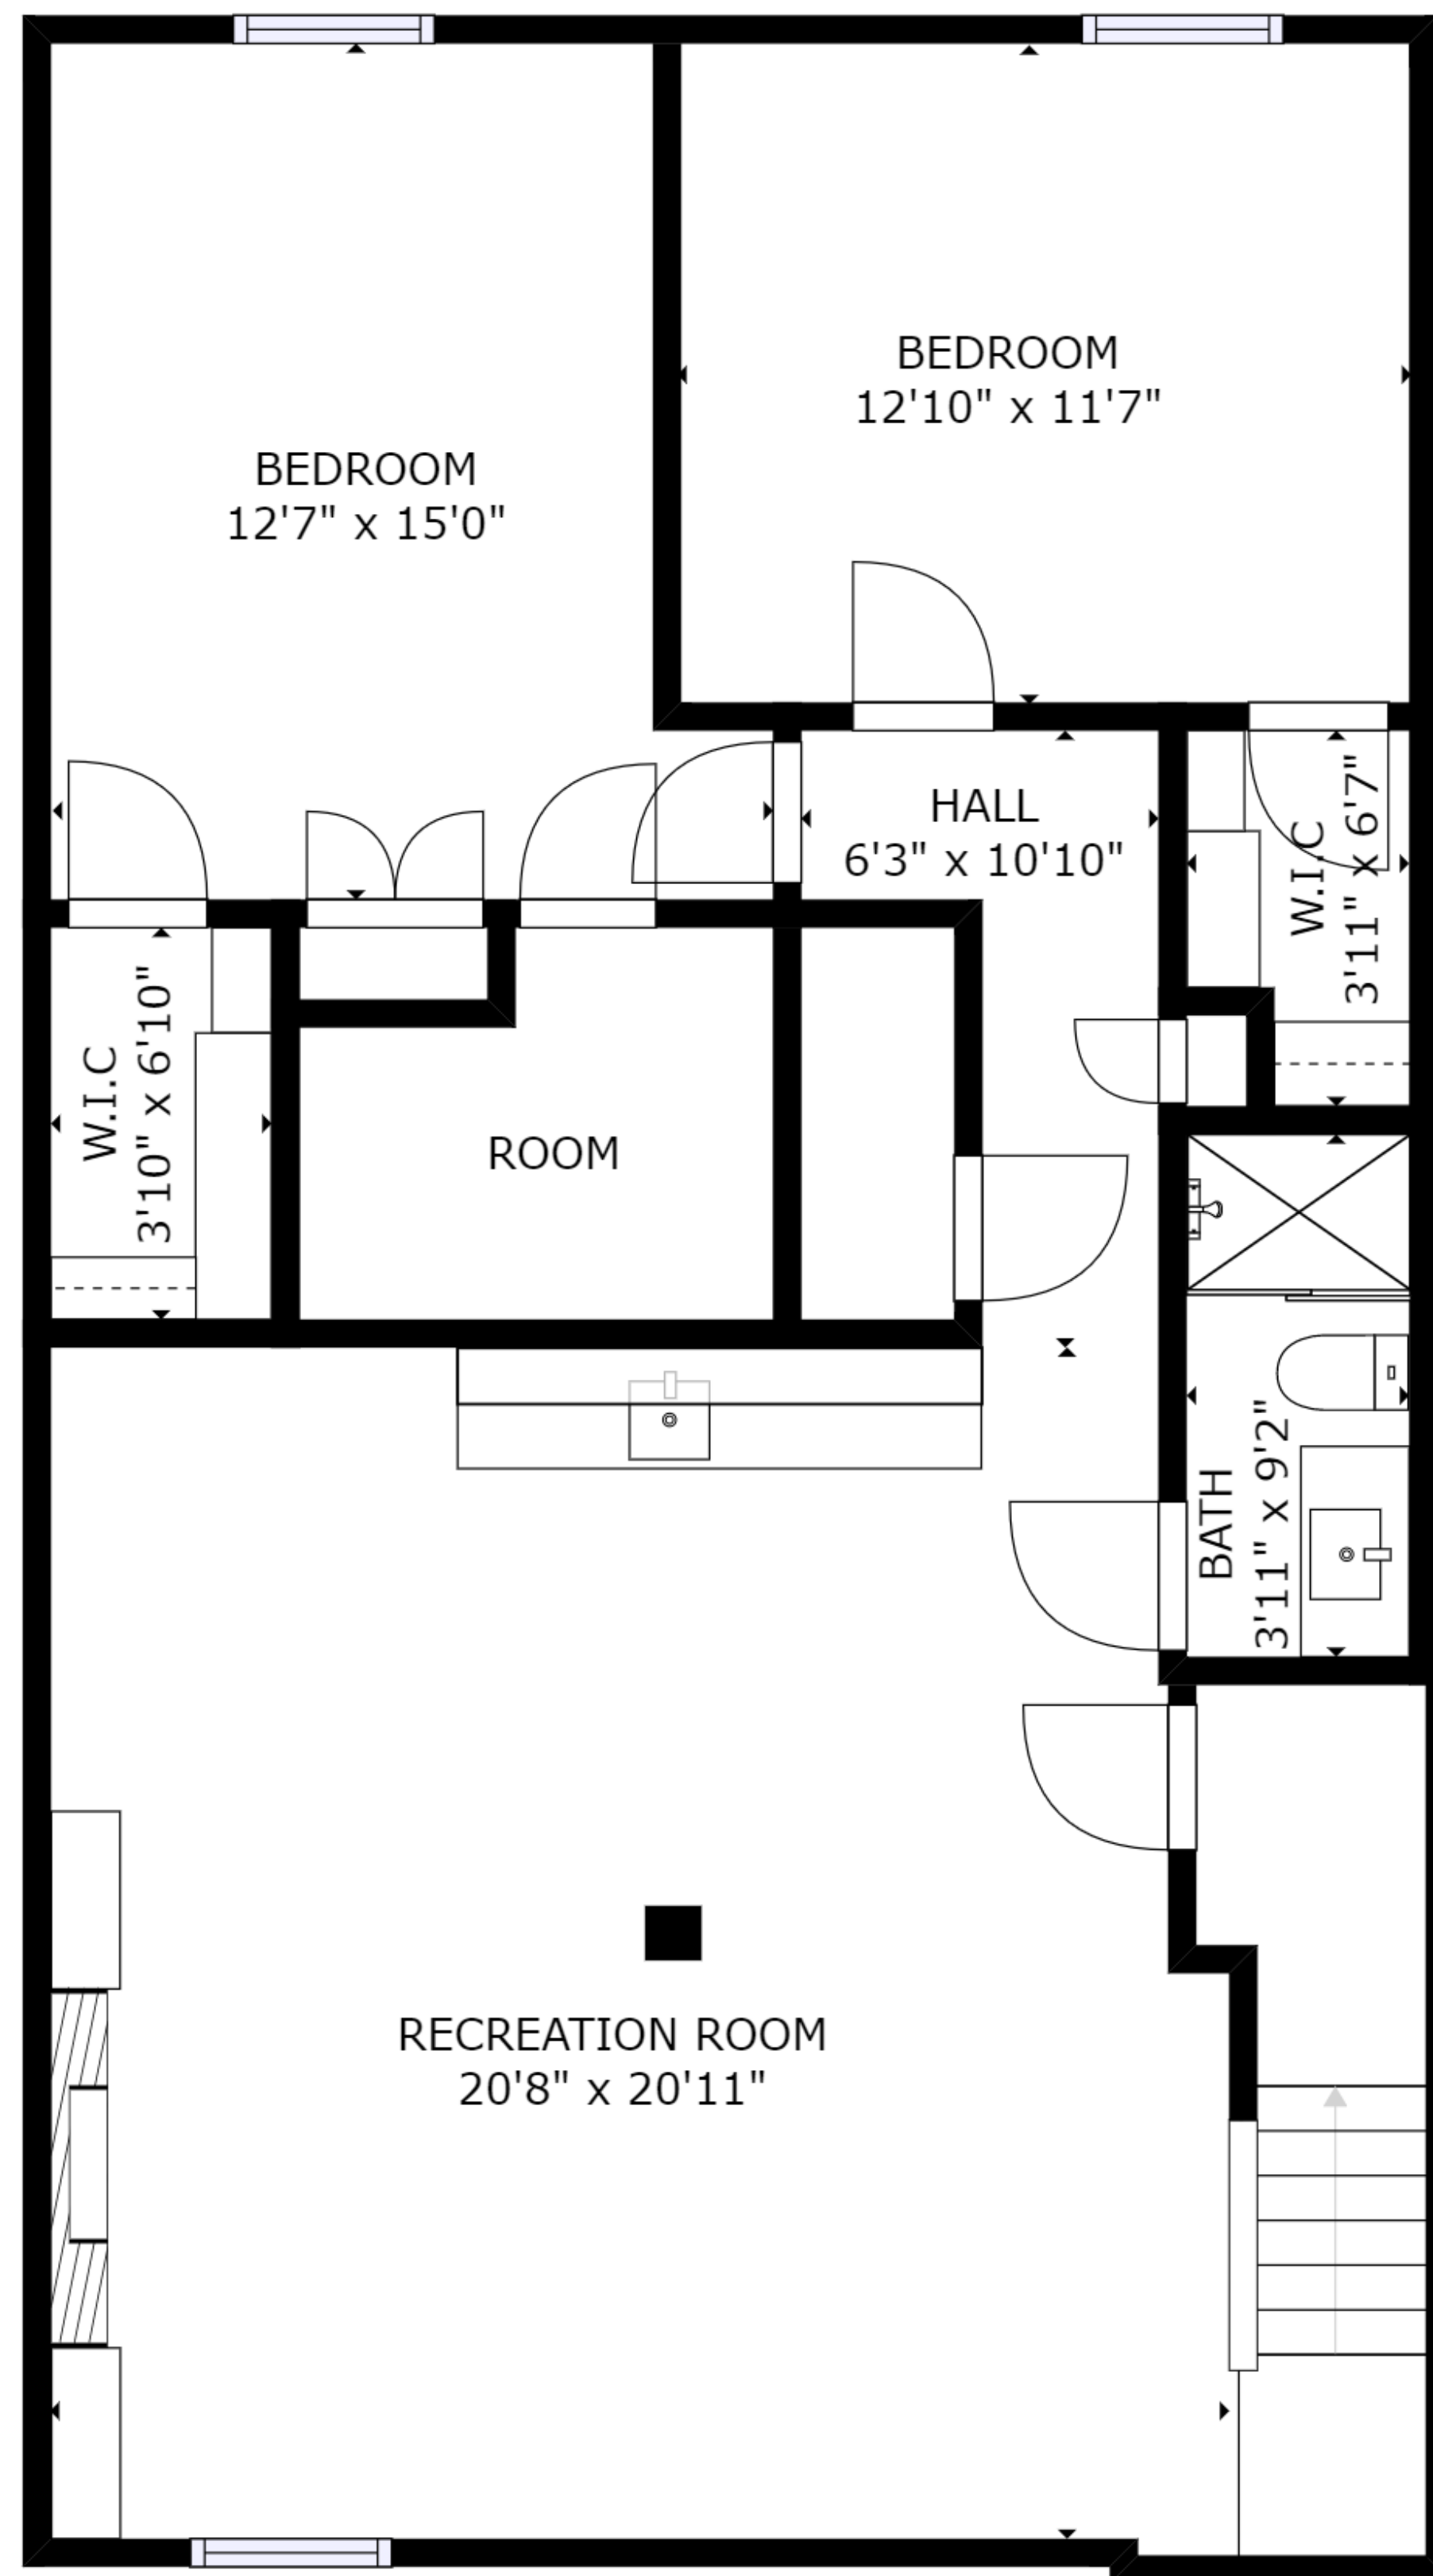 BEDROOM
12'10" x 11'7"
BEDROOM
12'7" x 15'0"
HALL
6'3" x 10'10"
W.I.C
3'11" x 6'7"
W.I.C
3'10" x 6'10"
ROOM
BATH
3'11" x 9'2"
RECREATION ROOM
20'8" x 20'11"